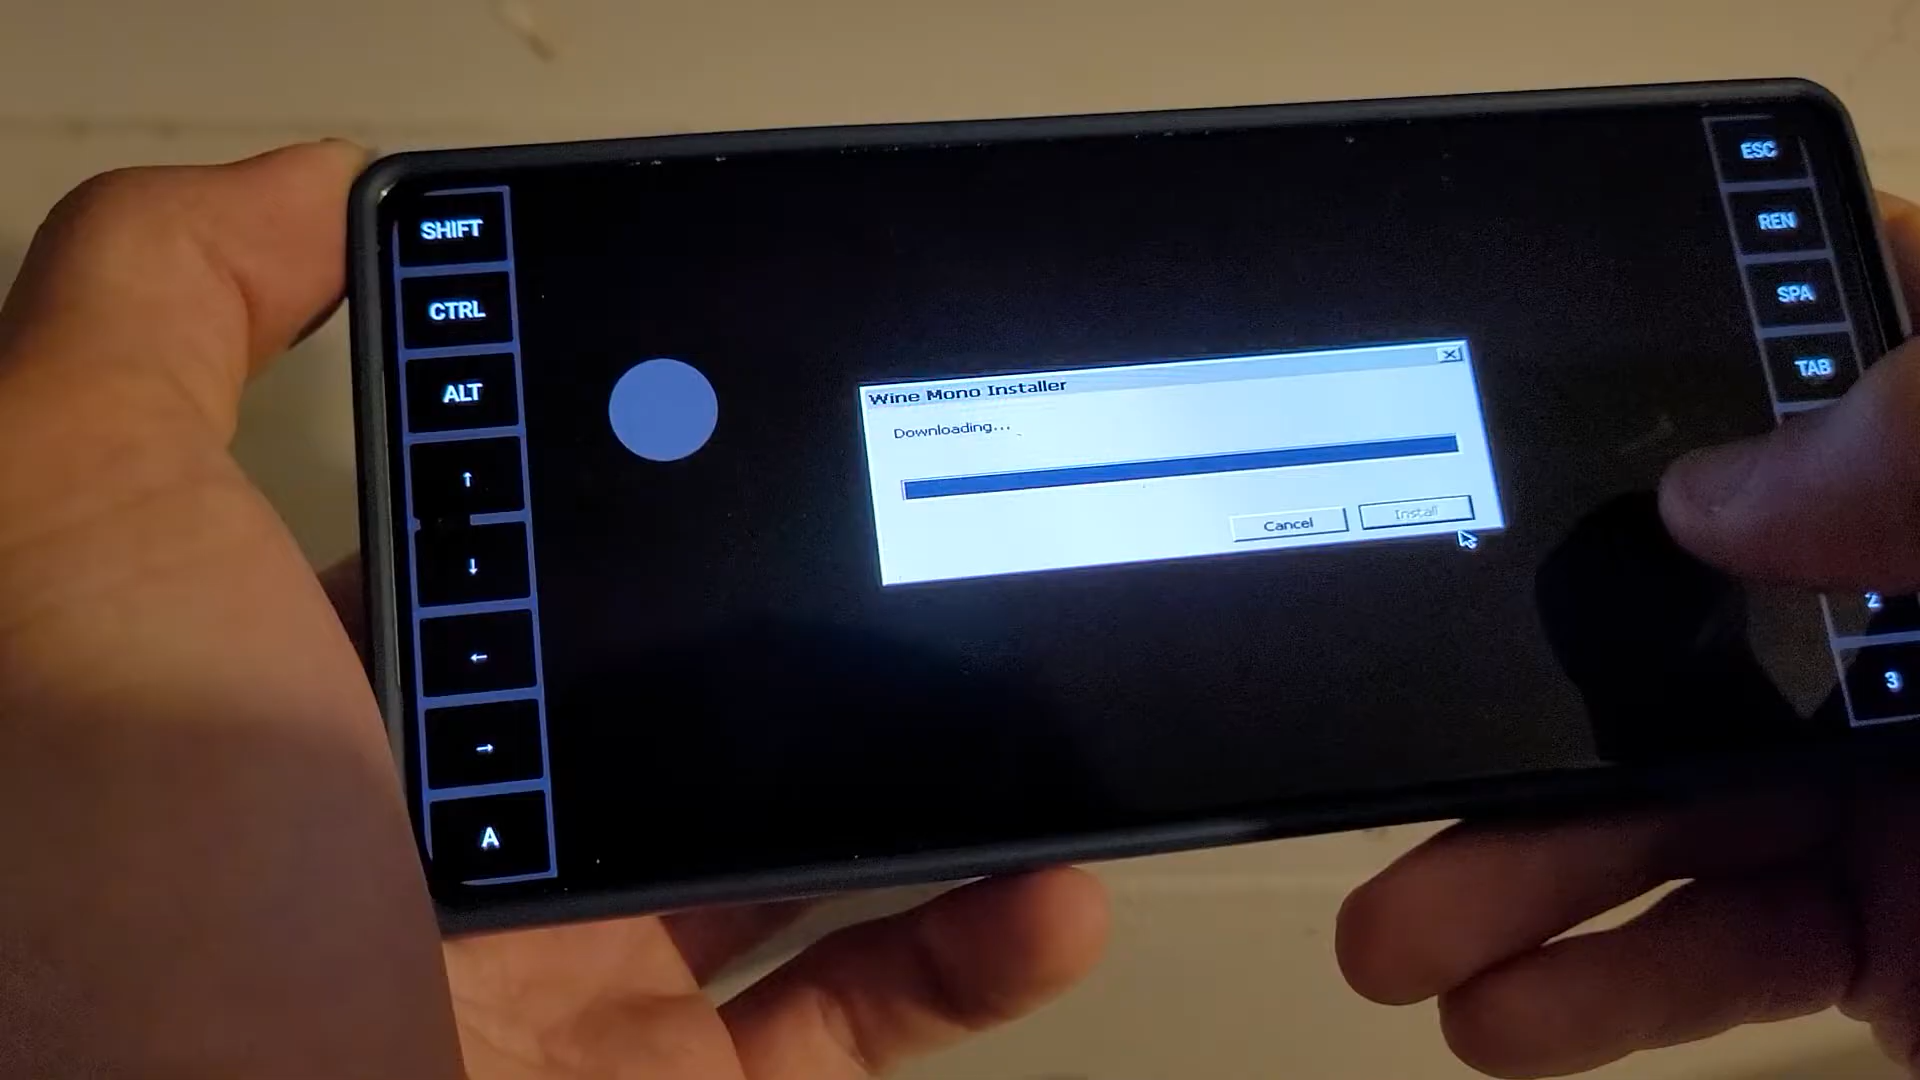 SHIFT
CTRL
ALT
↑
↓
←
→
A
Wine Mono Installer
Downloading...
Cancel
Install
ESC
REN
SPA
TAB
2
3